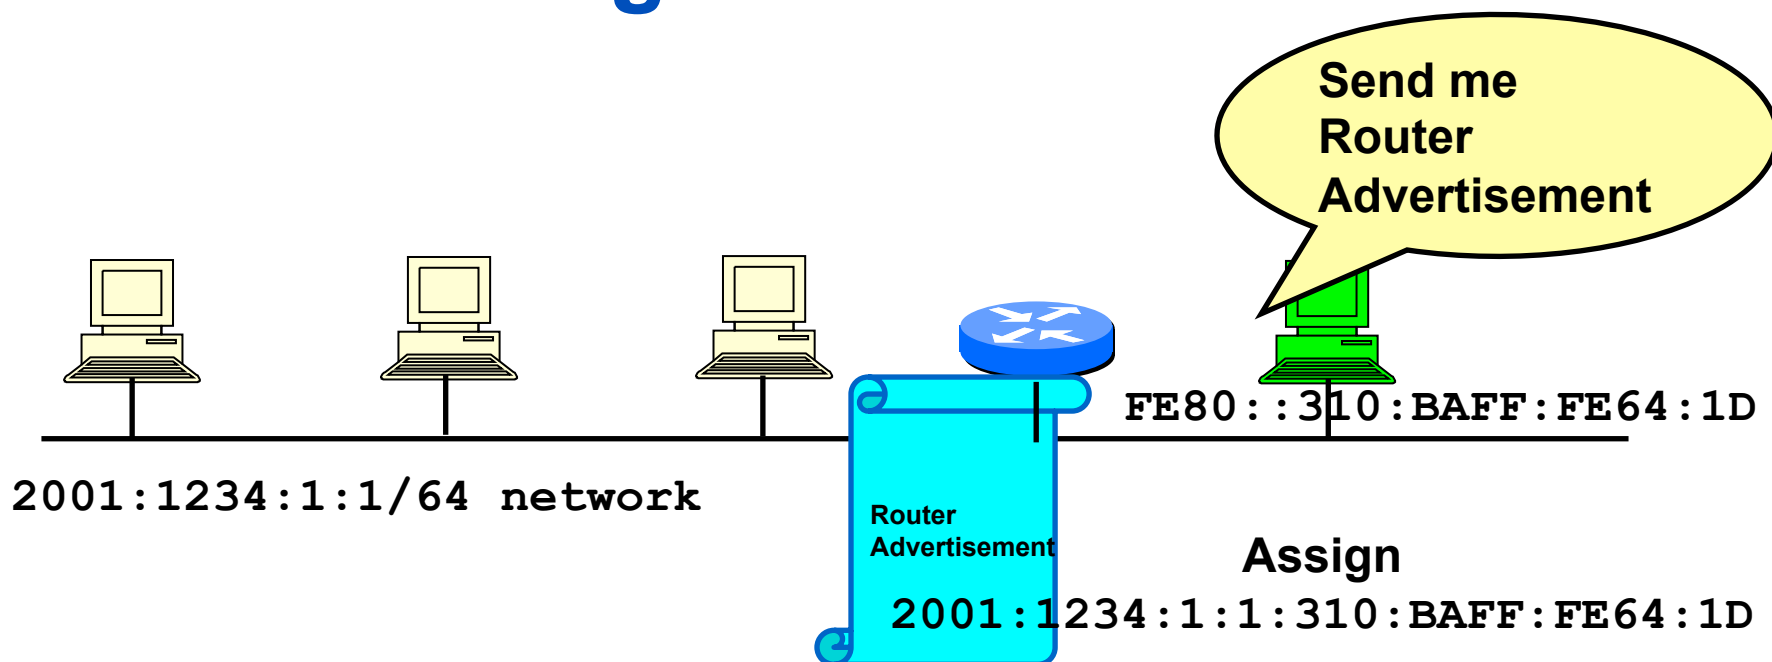 Send me
Router
Advertisement
FE80::310:BAFF:FE64:1D
2001:1234:1:1/64 network
Router
Advertisement
Assign
2001:1234:1:1:310:BAFF:FE64:1D